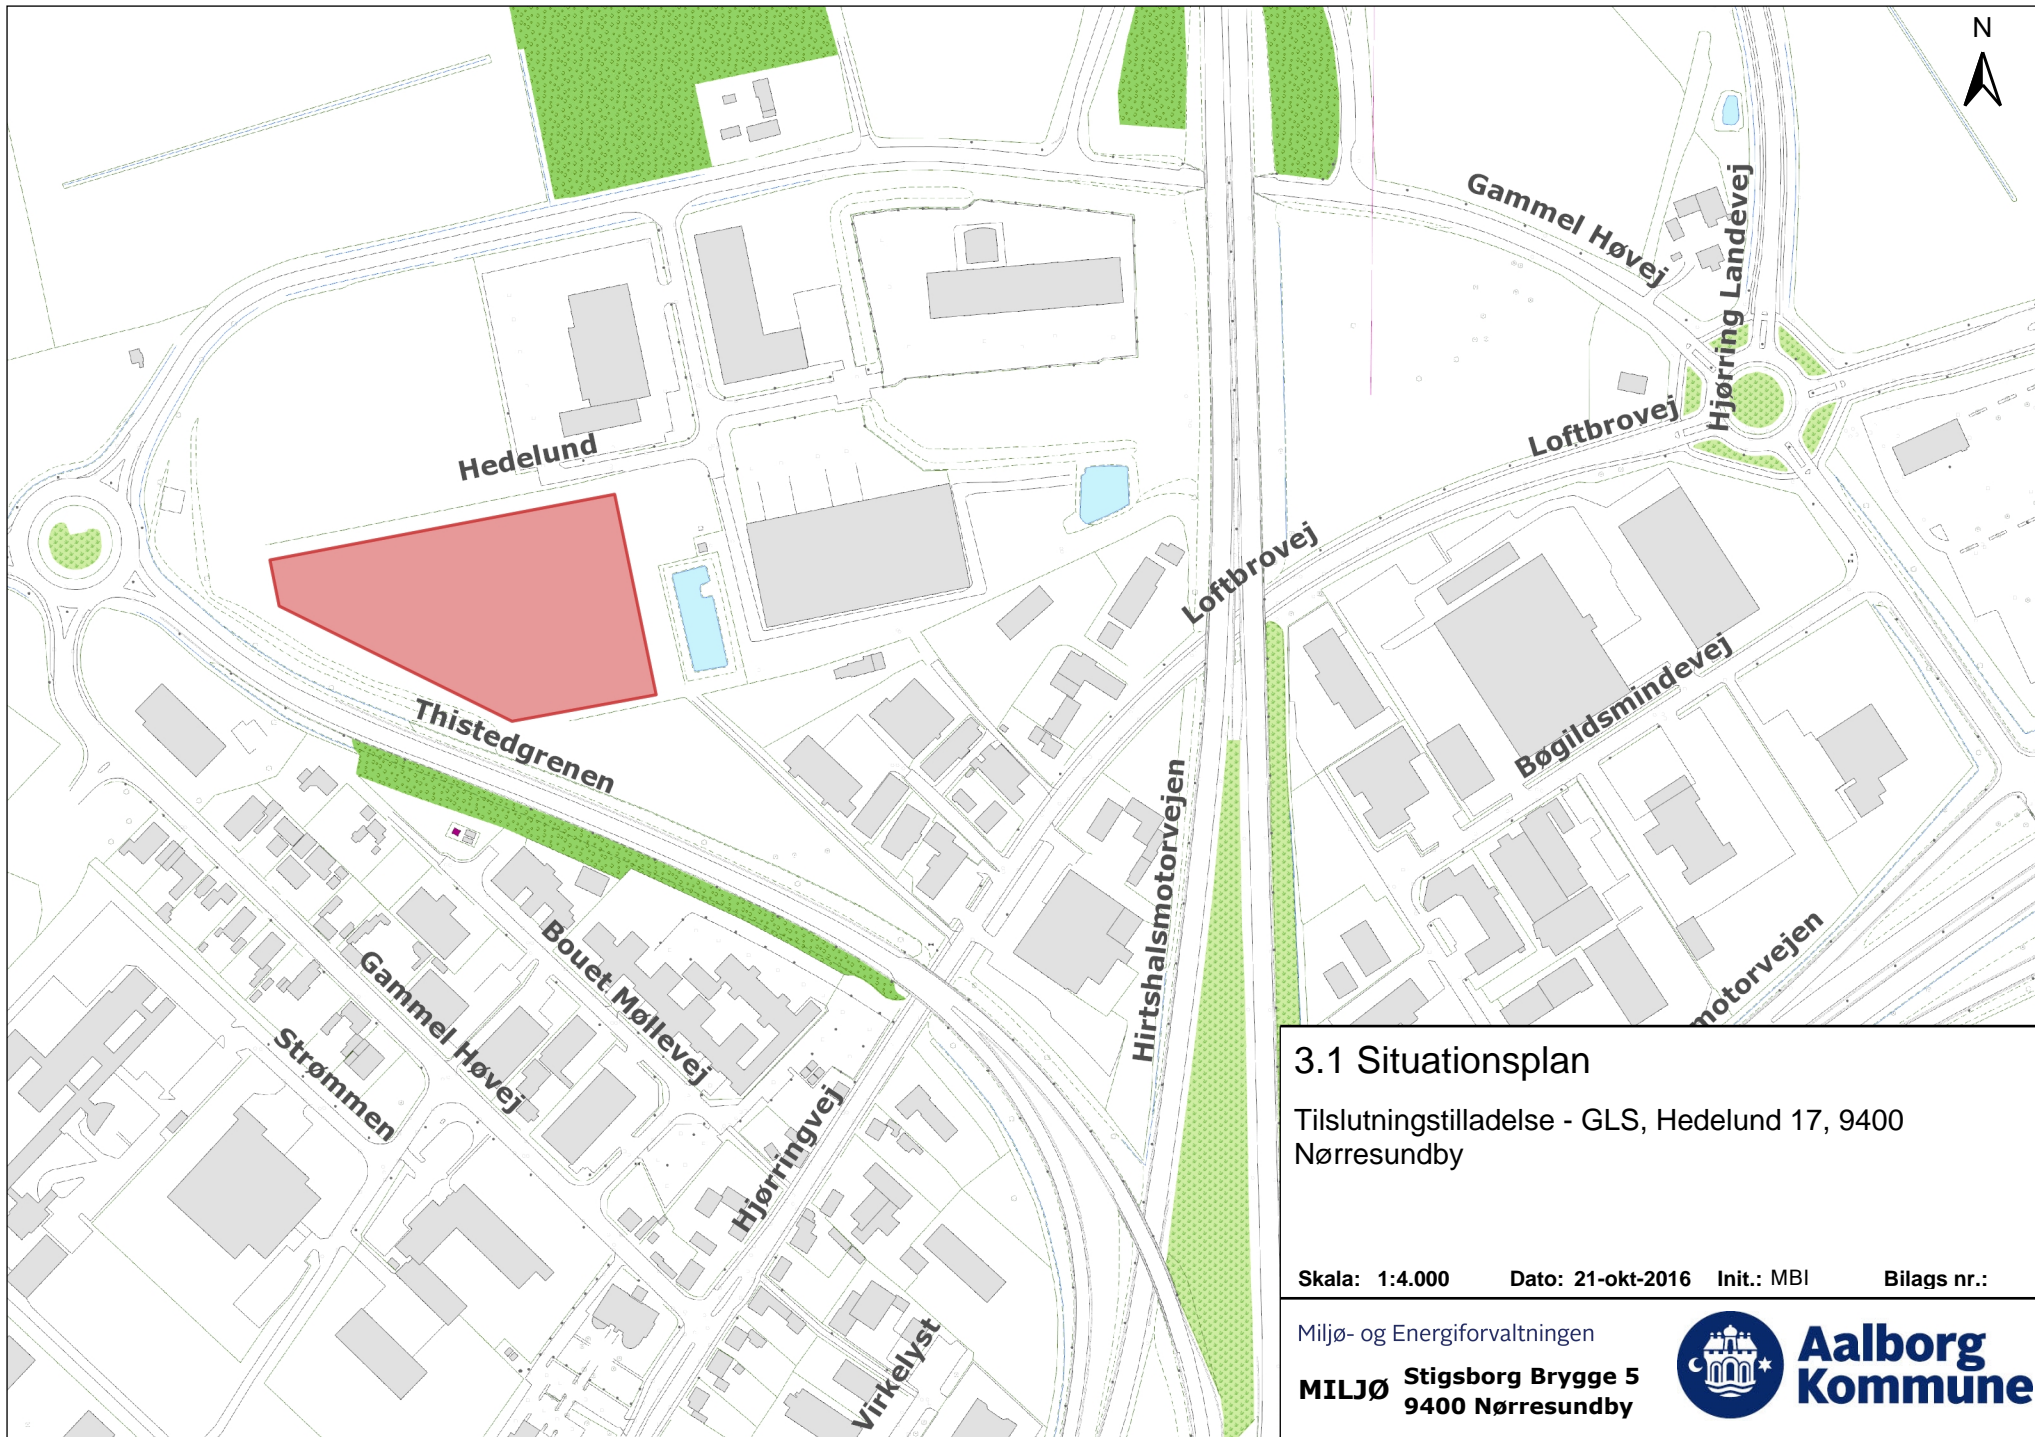 N
Gammel Høvej
Hjørring Landevej
Loftbrovej
Hedelund
Loftbrovej
Bøgildsmindevej
Thistedgrenen
Hirtshalsmotorvejen
motorvejen
Bouet Møllevej
Gammel Høvej
Strømmen
Hjørringvej
Virkelyst
3.1 Situationsplan
Tilslutningstilladelse - GLS, Hedelund 17, 9400
Nørresundby
Skala: 1:4.000 Dato: 21-okt-2016 Init.: MBI Bilags nr.:
Miljø- og Energiforvaltningen
MILJØ
Stigsborg Brygge 5
9400 Nørresundby
Aalborg
Kommune